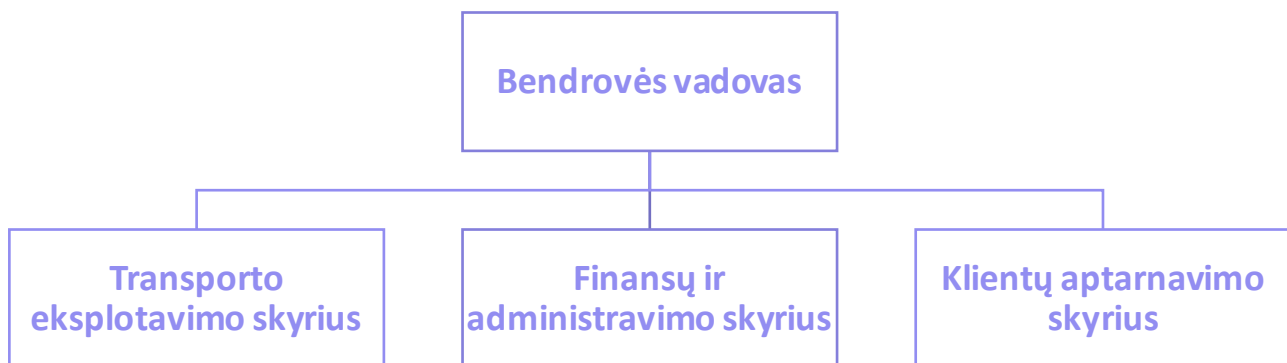 Bendrovės vadovas
Transporto
eksplotavimo skyrius
Finansų ir
administravimo skyrius
Klientų aptarnavimo
skyrius